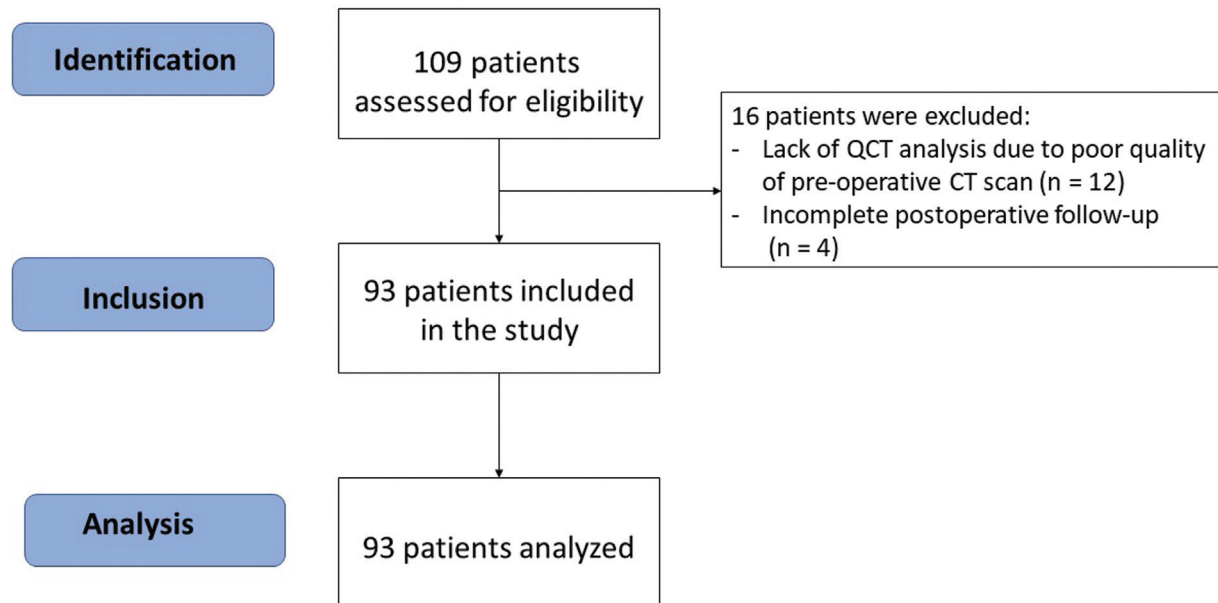 Identification
109 patients
assessed for eligibility
16 patients were excluded:
- Lack of QCT analysis due to poor quality
of pre-operative CT scan (n = 12)
- Incomplete postoperative follow-up
(n = 4)
Inclusion
93 patients included
in the study
Analysis
93 patients analyzed